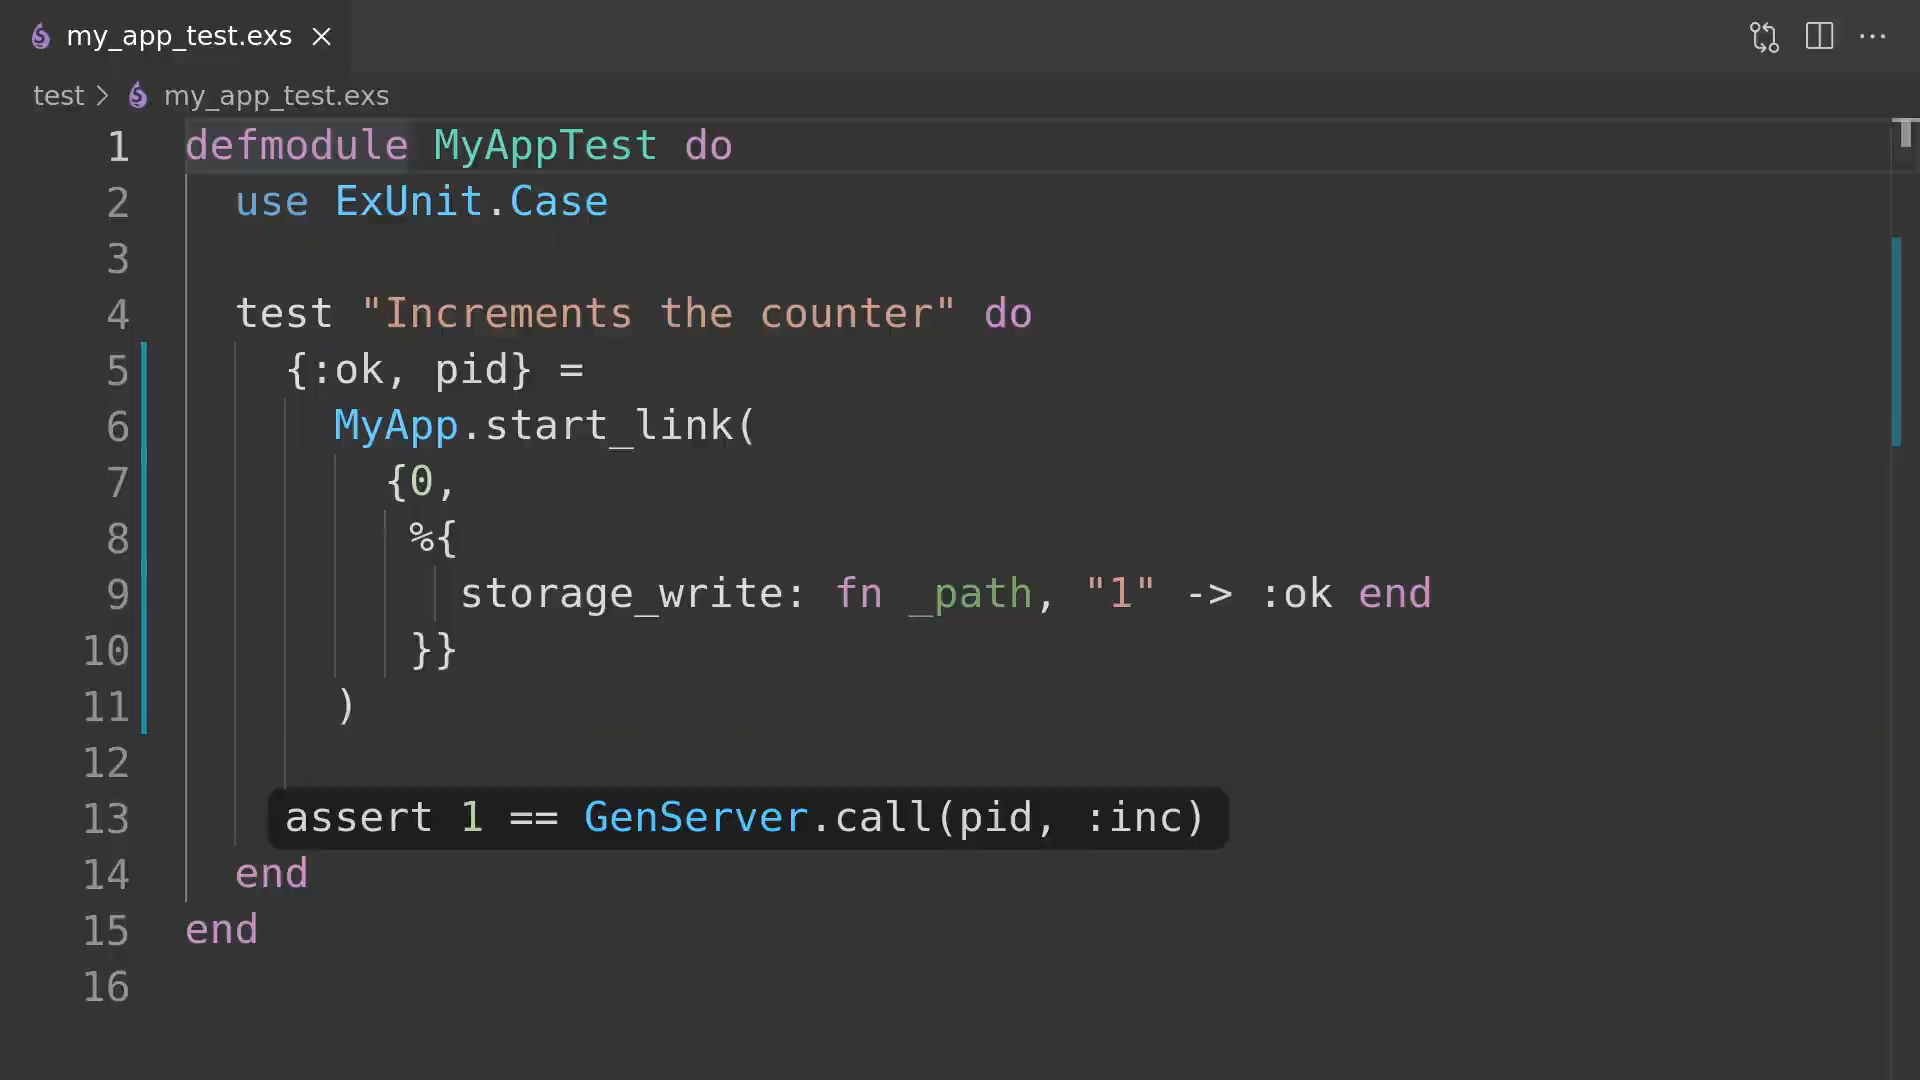 my_app_test.exs
test > my_app_test.exs
1 defmodule MyAppTest do
2 use ExUnit.Case
3
4 test "Increments the counter" do
5 {:ok, pid} =
6 MyApp.start_link(
7 {0,
8 %{
9 storage_write: fn _path, "1" -> :ok end
10 }}
11 )
12
13 assert 1 == GenServer.call(pid, :inc)
14 end
15 end
16